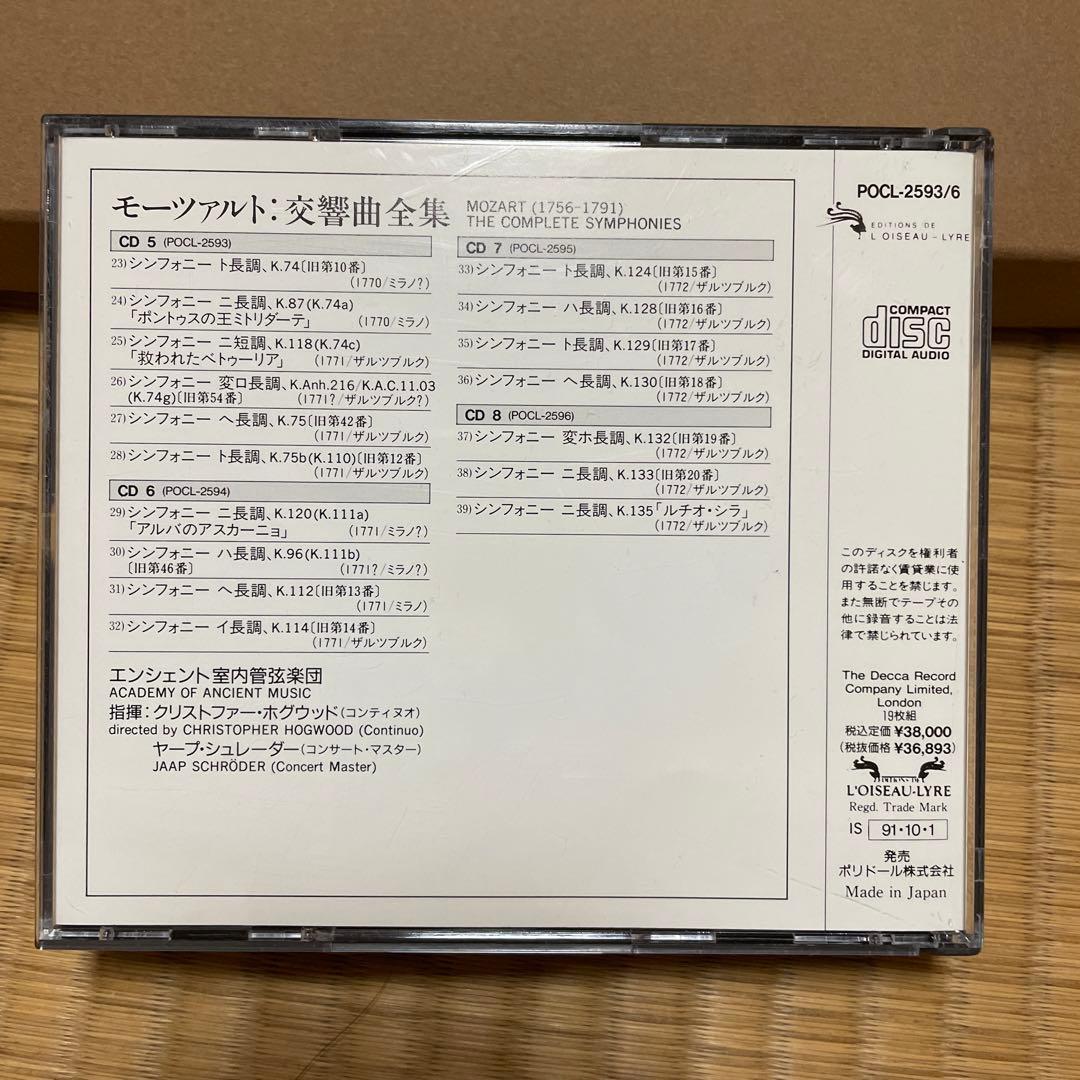 モーツァルト：交響曲全集
MOZART (1756-1791)
THE COMPLETE SYMPHONIES
CD 5 (POCL-2593)
23)シンフォニー ト長調、K.74〔旧第10番〕
(1770/ミラノ?)
24)シンフォニー ニ長調、K.87(K.74a)
「ポントゥスの王ミトリダーテ」 (1770/ミラノ)
25)シンフォニー ニ短調、K.118(K.74c)
「救われたベトゥーリア」 (1771/ザルツブルク)
26)シンフォニー 変ロ長調、K.Anh.216/K.A.C.11.03
(K.74g)〔旧第54番〕 (1771?/ザルツブルク?)
27)シンフォニー ヘ長調、K.75〔旧第42番〕
(1771/ザルツブルク)
28)シンフォニー ト長調、K.75b(K.110)〔旧第12番〕
(1771/ザルツブルク)
CD 6 (POCL-2594)
29)シンフォニー ニ長調、K.120(K.111a)
「アルバのアスカーニョ」 (1771/ミラノ?)
30)シンフォニー ハ長調、K.96(K.111b)
〔旧第46番〕 (1771?/ミラノ?)
31)シンフォニー ヘ長調、K.112〔旧第13番〕
(1771/ミラノ)
32)シンフォニー イ長調、K.114〔旧第14番〕
(1771/ザルツブルク)
エンシェント室内管弦楽団
ACADEMY OF ANCIENT MUSIC
指揮：クリストファー・ホグウッド(コンティヌオ)
directed by CHRISTOPHER HOGWOOD (Continuo)
ヤープ・シュレーダー(コンサート・マスター)
JAAP SCHRÖDER (Concert Master)
CD 7 (POCL-2595)
33)シンフォニー ト長調、K.124〔旧第15番〕
(1772/ザルツブルク)
34)シンフォニー ハ長調、K.128〔旧第16番〕
(1772/ザルツブルク)
35)シンフォニー ト長調、K.129〔旧第17番〕
(1772/ザルツブルク)
36)シンフォニー ヘ長調、K.130〔旧第18番〕
(1772/ザルツブルク)
CD 8 (POCL-2596)
37)シンフォニー 変ホ長調、K.132〔旧第19番〕
(1772/ザルツブルク)
38)シンフォニー ニ長調、K.133〔旧第20番〕
(1772/ザルツブルク)
39)シンフォニー ニ長調、K.135「ルチオ・シラ」
(1772/ザルツブルク)
POCL-2593/6
EDITIONS DE
L'OISEAU-LYRE
COMPACT
disc
DIGITAL AUDIO
このディスクを権利者
の許諾なく賃貸業に使
用することを禁じます。
また無断でテープその
他に録音することは法
律で禁じられています。
The Decca Record
Company Limited,
London
19枚組
税込定価 ¥38,000
(税抜価格 ¥36,893)
EDITIONS DE
L'OISEAU-LYRE
Regd. Trade Mark
IS 91・10・1
発売
ポリドール株式会社
Made in Japan